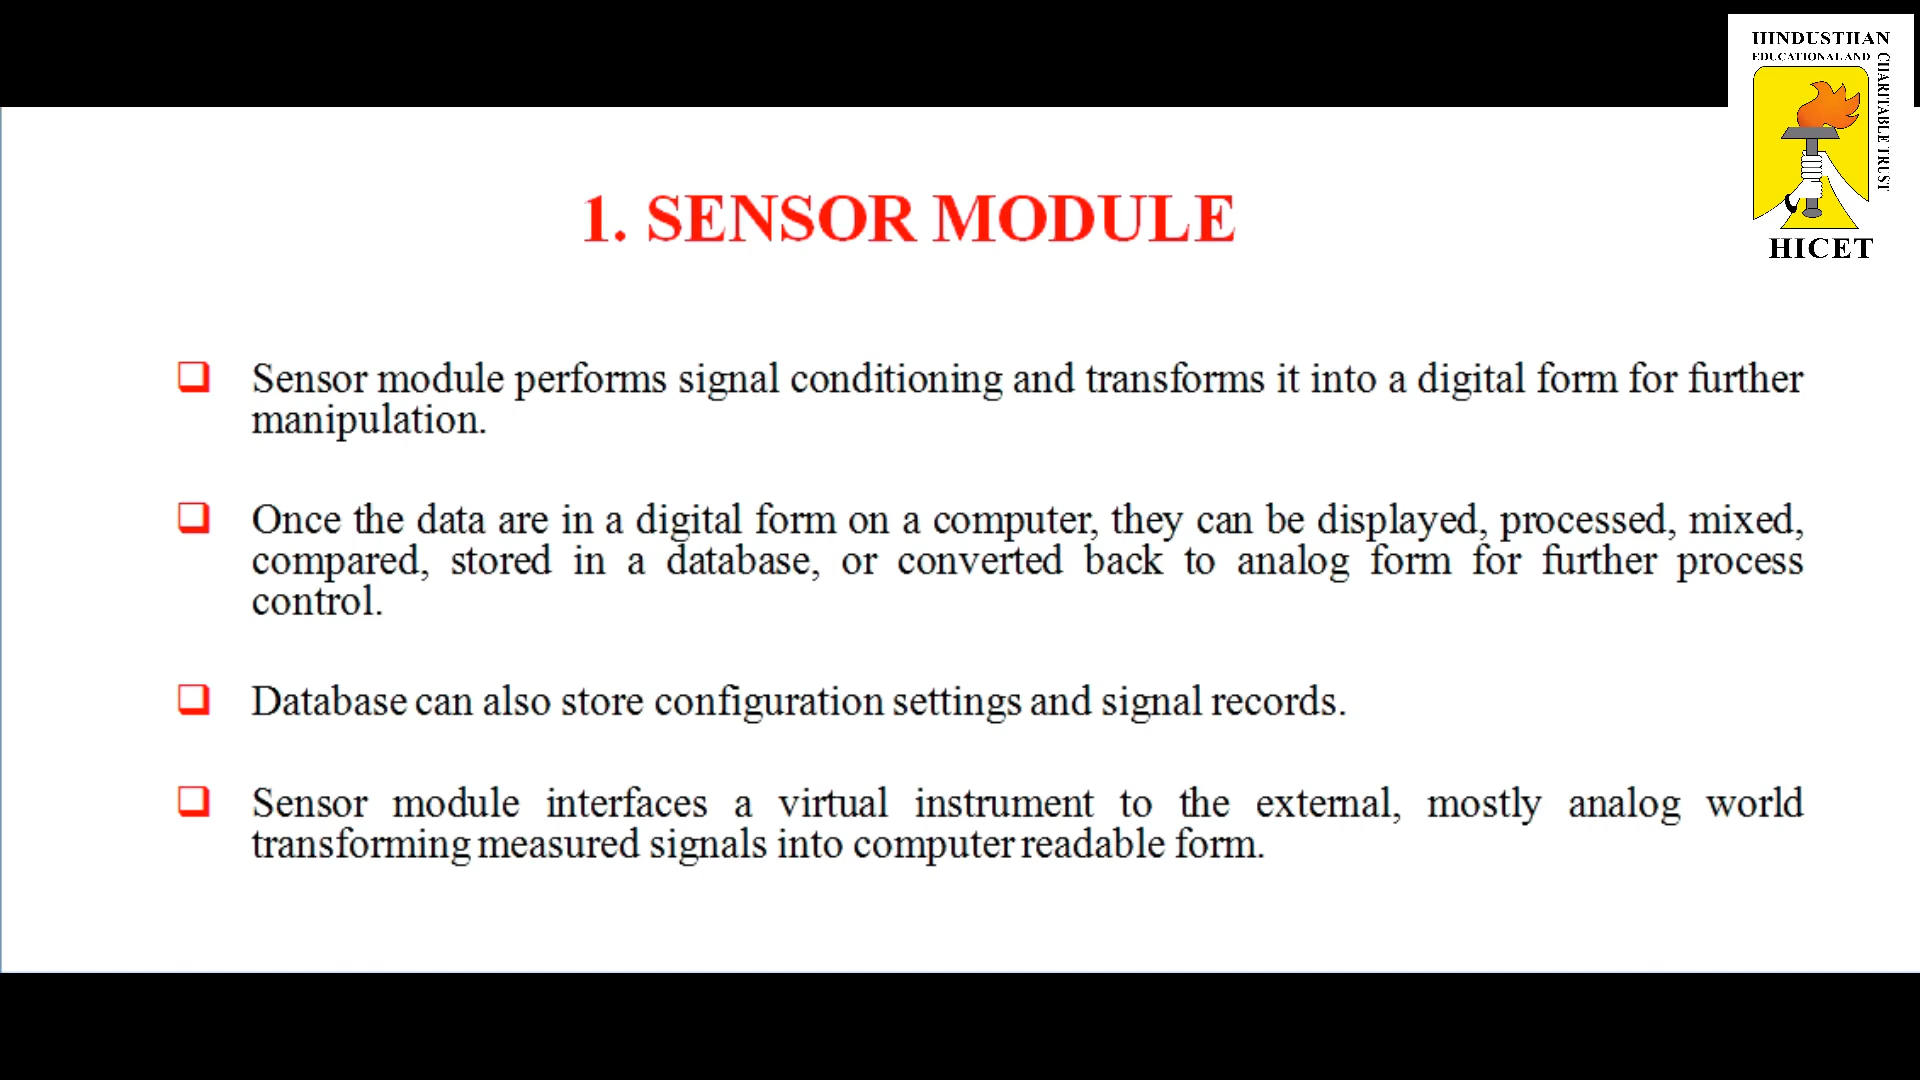 HINDUSTHAN
EDUCATIONAL AND
CHARITABLE TRUST
HICET
1. SENSOR MODULE
Sensor module performs signal conditioning and transforms it into a digital form for further
manipulation.
Once the data are in a digital form on a computer, they can be displayed, processed, mixed,
compared, stored in a database, or converted back to analog form for further process
control.
Database can also store configuration settings and signal records.
Sensor module interfaces a virtual instrument to the external, mostly analog world
transforming measured signals into computer readable form.